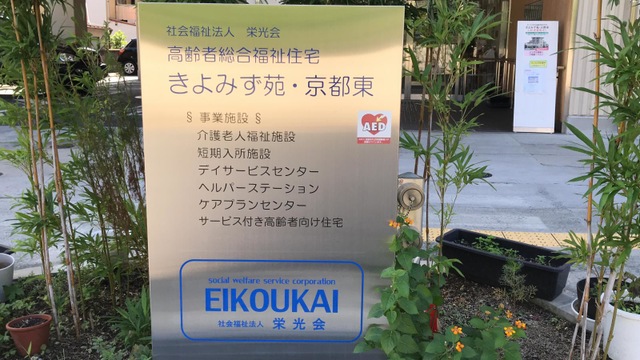 社会福祉法人 栄光会
高齢者総合福祉住宅
きよみず苑・京都東
§ 事業施設 §
介護老人福祉施設
短期入所施設
デイサービスセンター
ヘルパーステーション
ケアプランセンター
サービス付き高齢者向け住宅
AED
social welfare service corporation
EIKOUKAI
社会福祉法人 栄光会